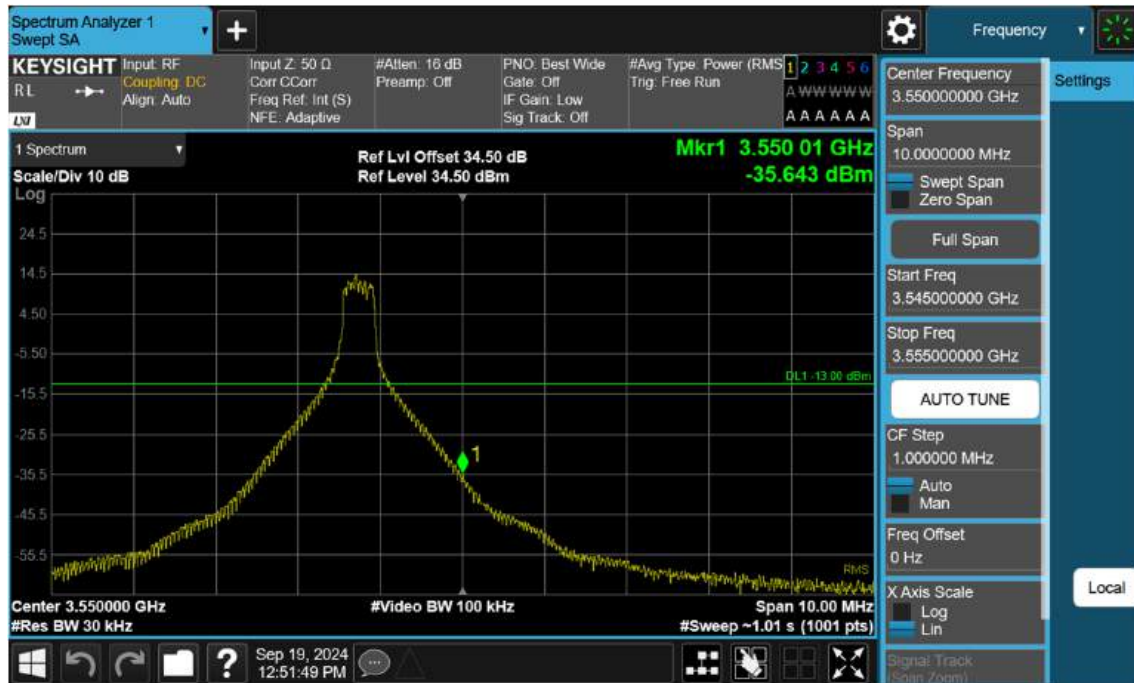 Spectrum Analyzer 1
Swept SA
+
Frequency
KEYSIGHT
RL
LXI
Input: RF
Coupling: DC
Align: Auto
Input Z: 50 Ω
Corr CCorr
Freq Ref: Int (S)
NFE: Adaptive
#Atten: 16 dB
Preamp: Off
PNO: Best Wide
Gate: Off
IF Gain: Low
Sig Track: Off
#Avg Type: Power (RMS
Trig: Free Run
1 2 3 4 5 6
A W W W W W
A A A A A A
1 Spectrum
Scale/Div 10 dB
Ref Lvl Offset 34.50 dB
Ref Level 34.50 dBm
Mkr1 3.550 01 GHz
-35.643 dBm
Log
24.5
14.5
4.50
-5.50
DL1 -13.00 dBm
-15.5
-25.5
1
-35.5
-45.5
-55.5
RMS
Center 3.550000 GHz
#Video BW 100 kHz
Span 10.00 MHz
#Res BW 30 kHz
#Sweep ~1.01 s (1001 pts)
Center Frequency
3.550000000 GHz
Settings
Span
10.0000000 MHz
Swept Span
Zero Span
Full Span
Start Freq
3.545000000 GHz
Stop Freq
3.555000000 GHz
AUTO TUNE
CF Step
1.000000 MHz
Auto
Man
Freq Offset
0 Hz
X Axis Scale
Log
Lin
Local
Signal Track
(Span Zoom)
?
Sep 19, 2024
12:51:49 PM